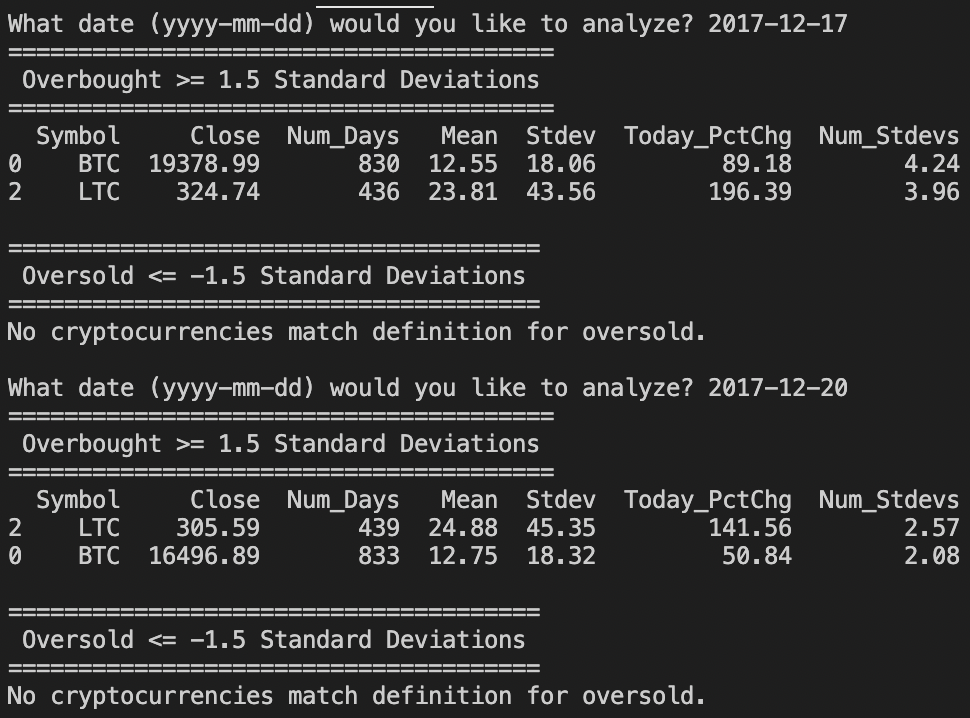 What date (yyyy-mm-dd) would you like to analyze? 2017-12-17
=======================================
 Overbought >= 1.5 Standard Deviations
=======================================
  Symbol     Close  Num_Days   Mean  Stdev  Today_PctChg  Num_Stdevs
0    BTC  19378.99       830  12.55  18.06         89.18        4.24
2    LTC    324.74       436  23.81  43.56        196.39        3.96

======================================
 Oversold <= -1.5 Standard Deviations
======================================
No cryptocurrencies match definition for oversold.

What date (yyyy-mm-dd) would you like to analyze? 2017-12-20
=======================================
 Overbought >= 1.5 Standard Deviations
=======================================
  Symbol     Close  Num_Days   Mean  Stdev  Today_PctChg  Num_Stdevs
2    LTC    305.59       439  24.88  45.35        141.56        2.57
0    BTC  16496.89       833  12.75  18.32         50.84        2.08

======================================
 Oversold <= -1.5 Standard Deviations
======================================
No cryptocurrencies match definition for oversold.